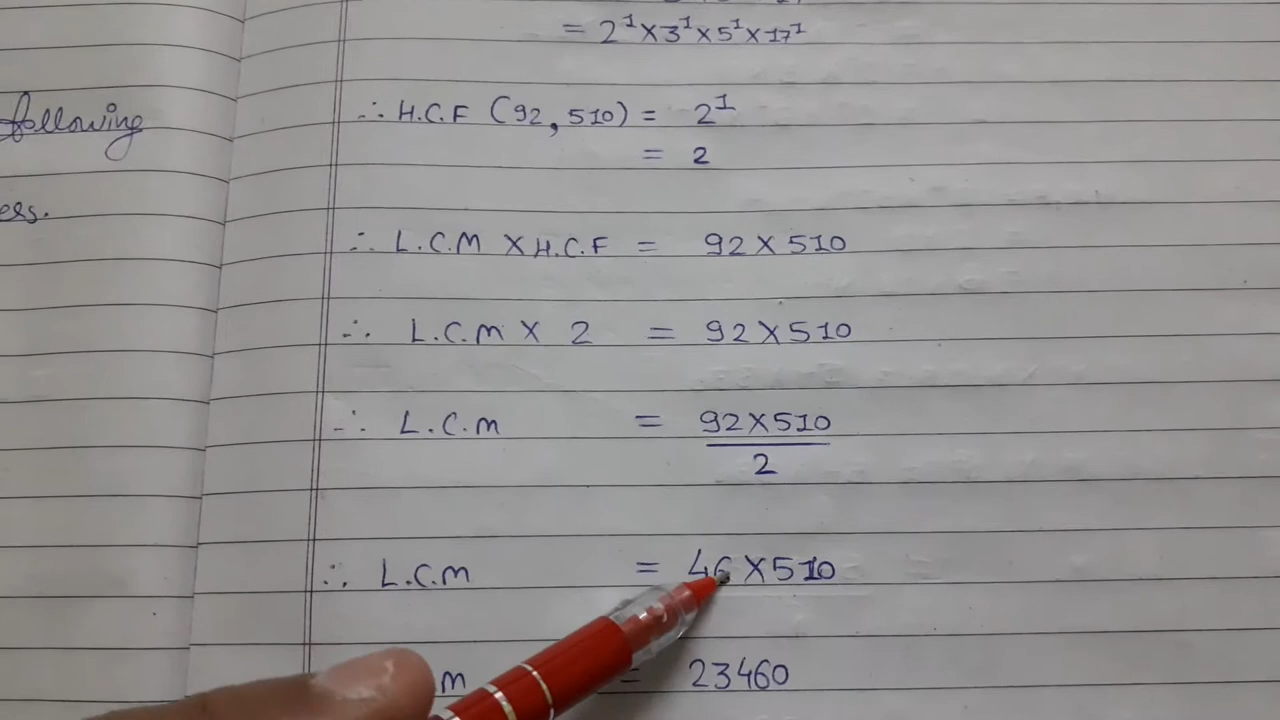 = 2¹×3¹×5¹×17¹
following
∴ H.C.F (92, 510) = 2¹
= 2
ers.
∴ L.C.M × H.C.F = 92×510
∴ L.C.M × 2 = 92×510
∴ L.C.M = 92×510
2
∴ L.C.M = 46×510
M = 23460